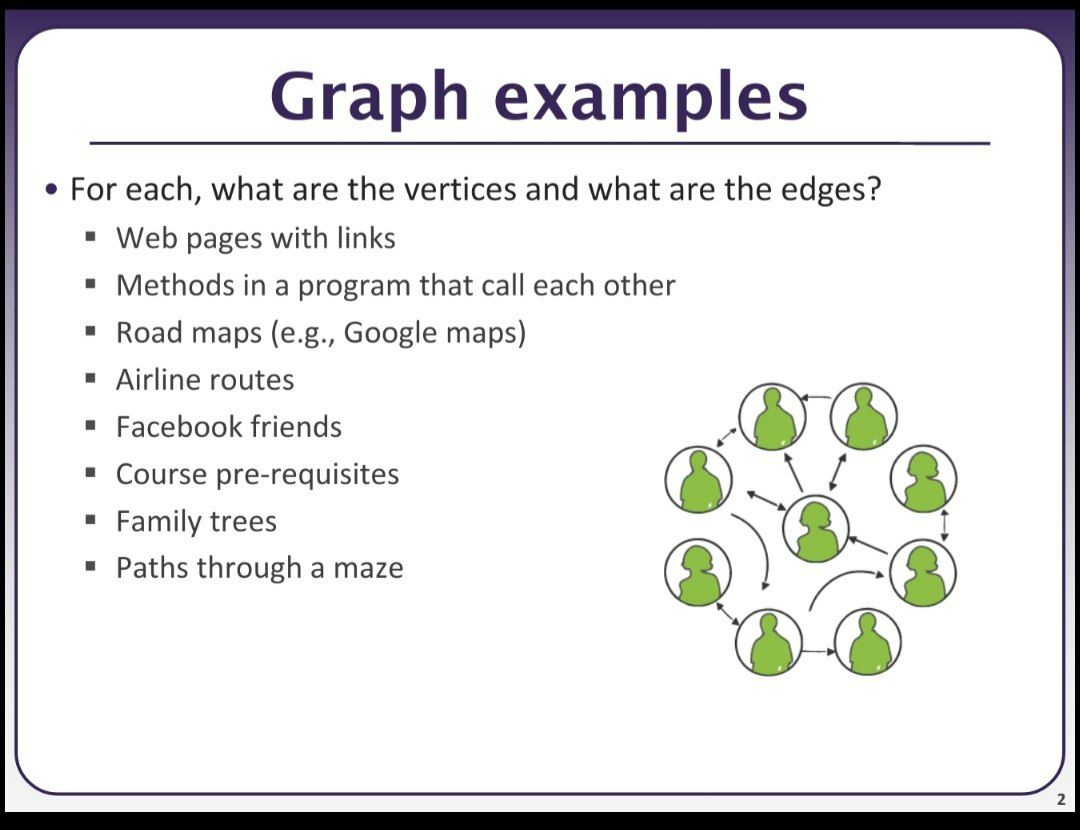 Graph examples
• For each, what are the vertices and what are the edges?
▪ Web pages with links
▪ Methods in a program that call each other
▪ Road maps (e.g., Google maps)
▪ Airline routes
▪ Facebook friends
▪ Course pre-requisites
▪ Family trees
▪ Paths through a maze
2